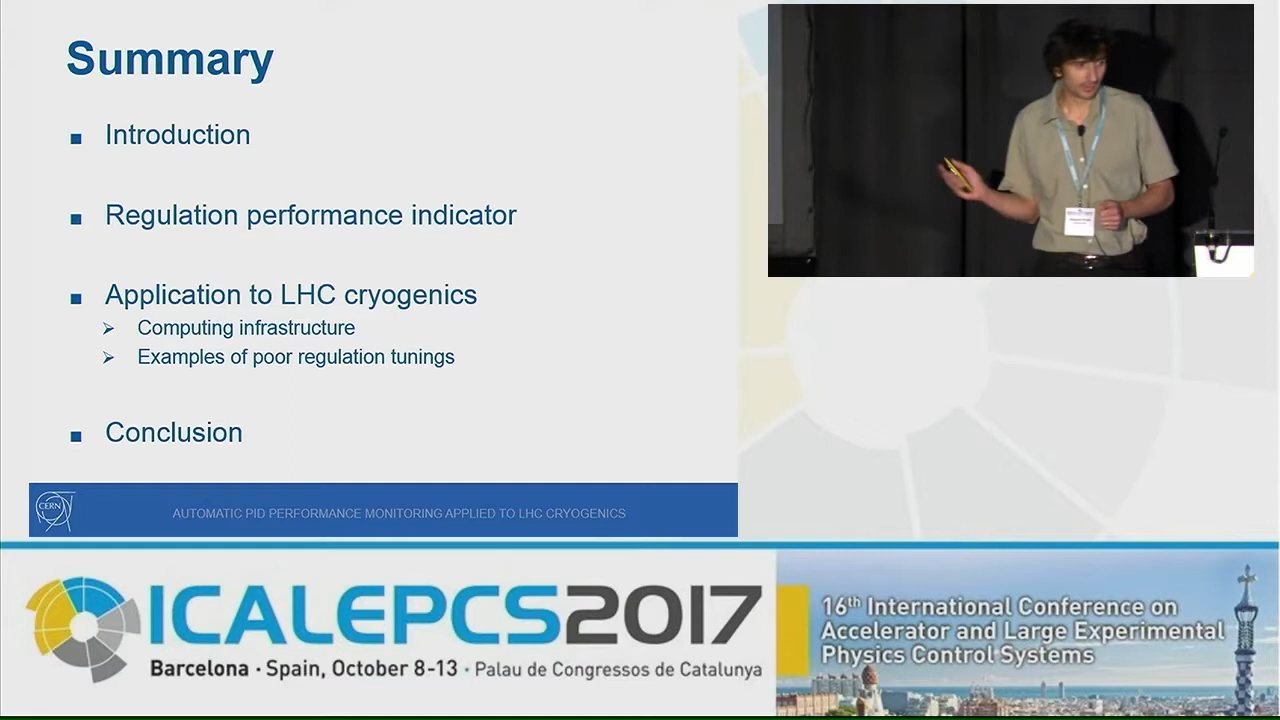 Summary
Introduction
Regulation performance indicator
Application to LHC cryogenics
Computing infrastructure
Examples of poor regulation tunings
Conclusion
CERN
AUTOMATIC PID PERFORMANCE MONITORING APPLIED TO LHC CRYOGENICS
ICALEPCS2017
Barcelona · Spain, October 8-13 · Palau de Congressos de Catalunya
16th International Conference on
Accelerator and Large Experimental
Physics Control Systems